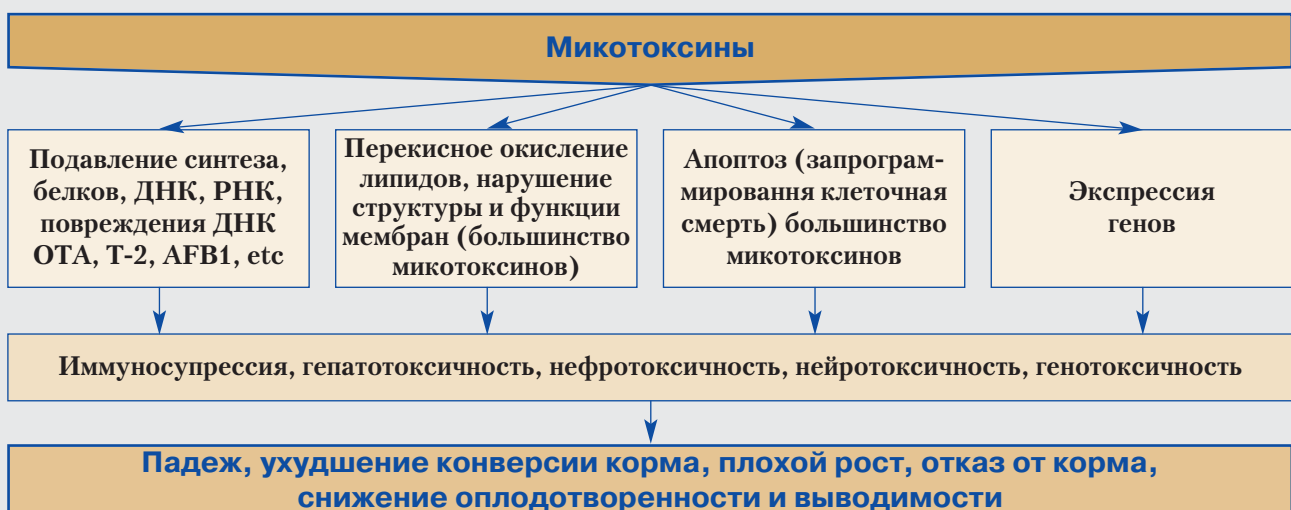 Микотоксины
Подавление синтеза,
белков, ДНК, РНК,
повреждения ДНК
ОТА, Т-2, AFB1, etc
Перекисное окисление
липидов, нарушение
структуры и функции
мембран (большинство
микотоксинов)
Апоптоз (запрограм-
мировання клеточная
смерть) большинство
микотоксинов
Экспрессия
генов
Иммуносупрессия, гепатотоксичность, нефротоксичность, нейротоксичность, генотоксичность
Падеж, ухудшение конверсии корма, плохой рост, отказ от корма,
снижение оплодотворенности и выводимости